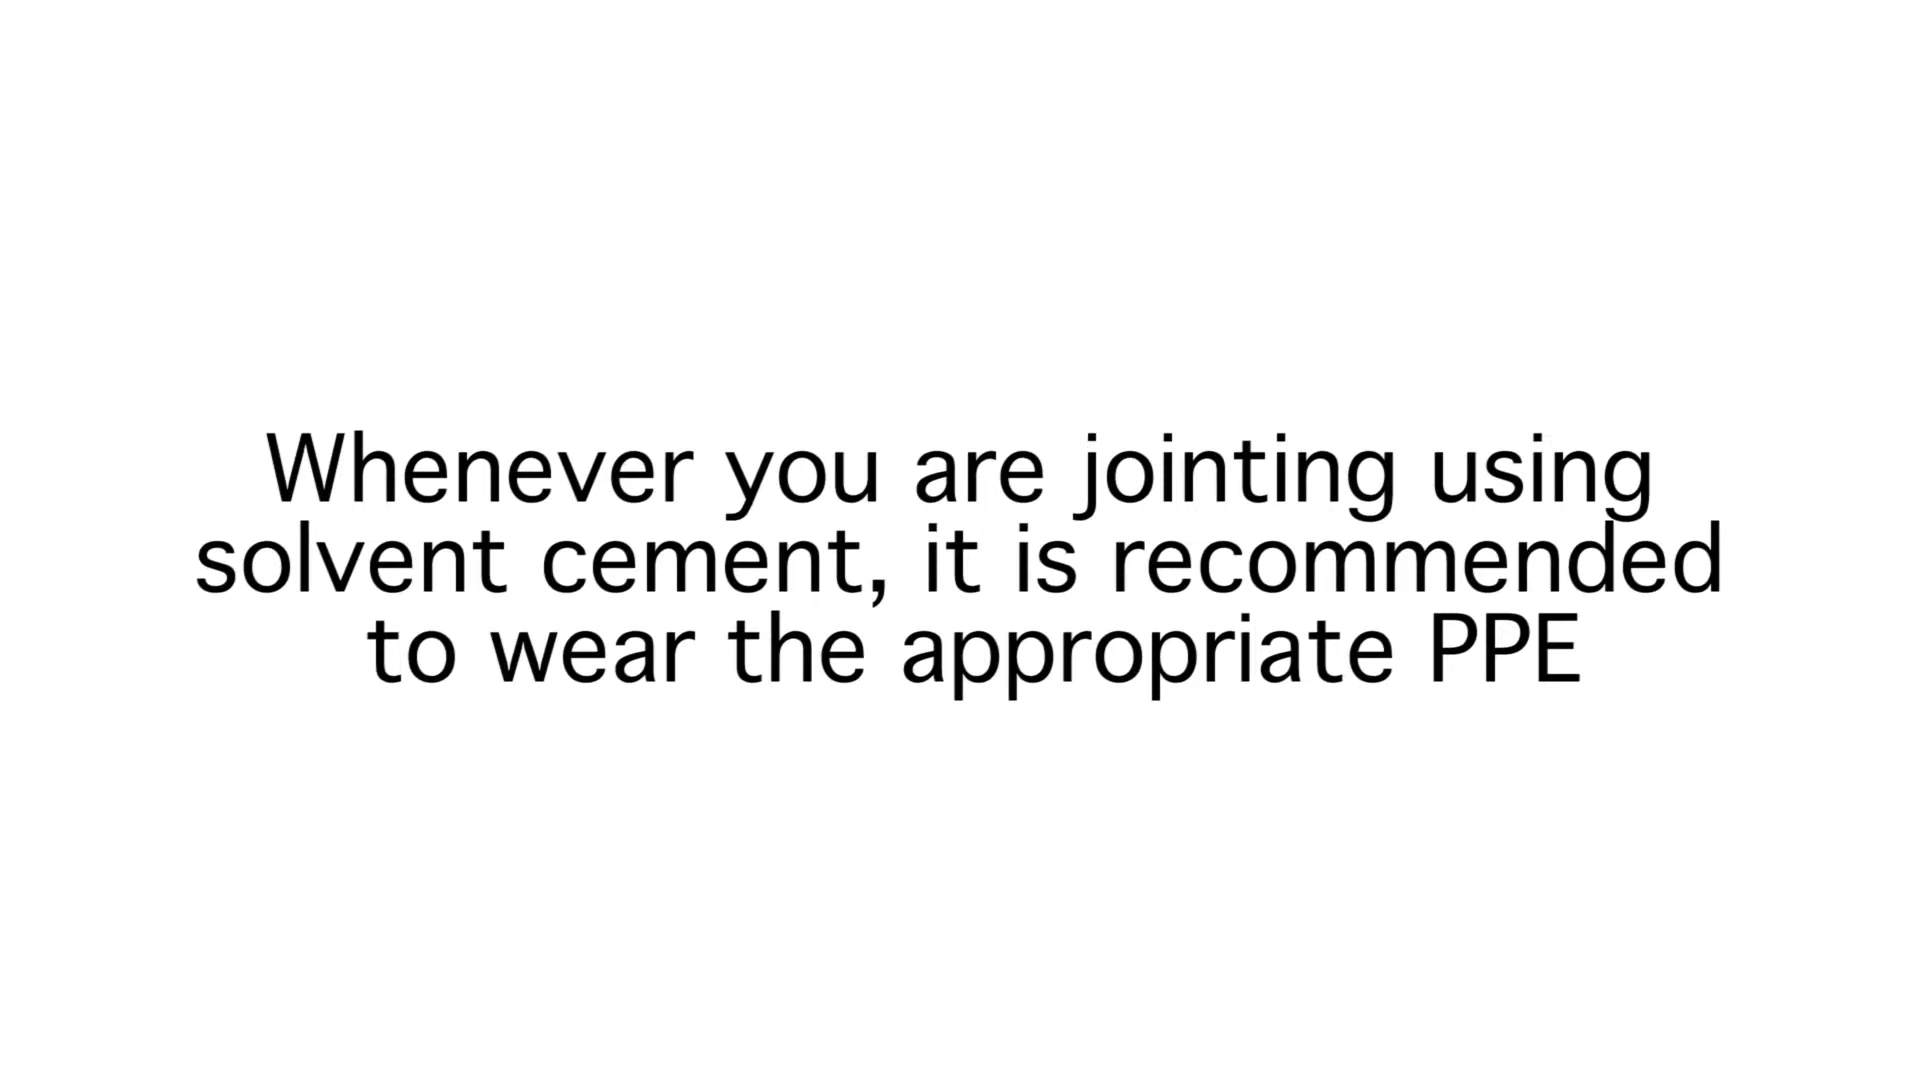 Whenever you are jointing using
solvent cement, it is recommended
to wear the appropriate PPE